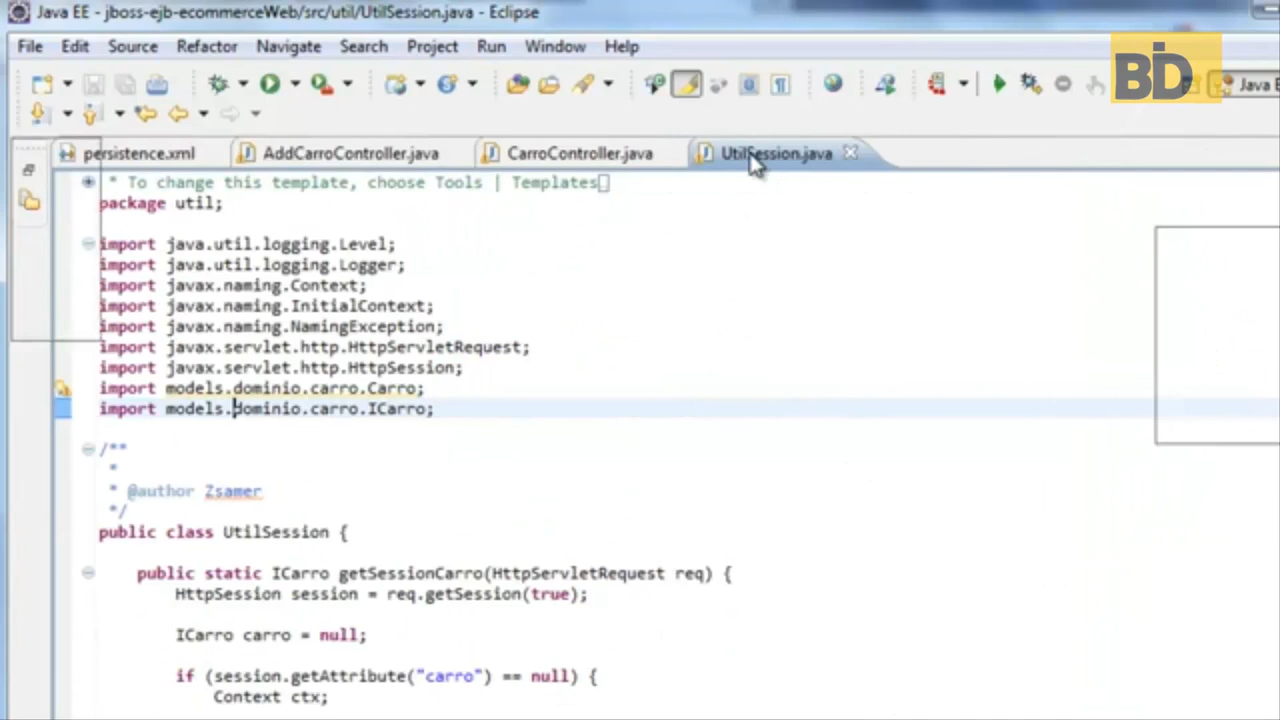 Java EE - jboss-ejb-ecommerceWeb/src/util/UtilSession.java - Eclipse
File Edit Source Refactor Navigate Search Project Run Window Help
BID
Java E
persistence.xml AddCarroController.java CarroController.java UtilSession.java
* To change this template, choose Tools | Templates
package util;
import java.util.logging.Level;
import java.util.logging.Logger;
import javax.naming.Context;
import javax.naming.InitialContext;
import javax.naming.NamingException;
import javax.servlet.http.HttpServletRequest;
import javax.servlet.http.HttpSession;
import models.dominio.carro.Carro;
import models.dominio.carro.ICarro;
/**
*
* @author Zsamer
*/
public class UtilSession {
public static ICarro getSessionCarro(HttpServletRequest req) {
HttpSession session = req.getSession(true);
ICarro carro = null;
if (session.getAttribute("carro") == null) {
Context ctx;